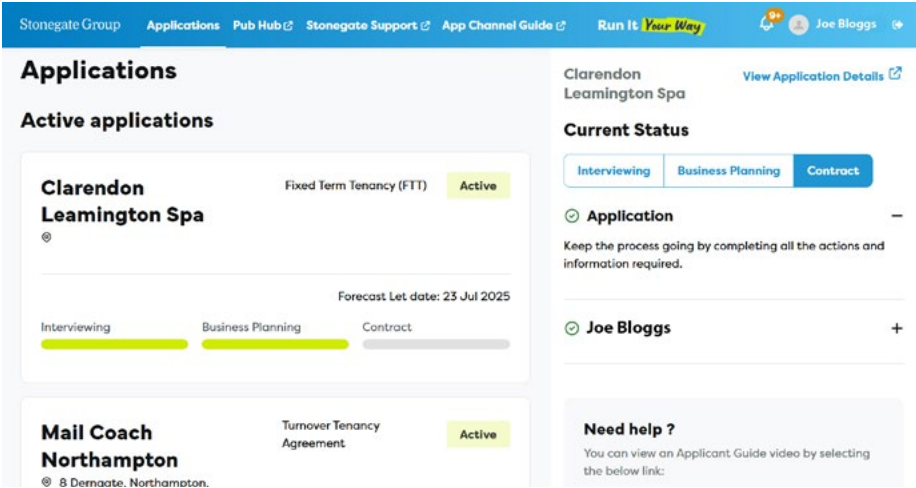 Stonegate Group Applications Pub Hub Stonegate Support App Channel Guide Run It Your Way 9+ Joe Bloggs
Applications
Active applications
Clarendon
Leamington Spa
Fixed Term Tenancy (FTT)
Active
Forecast Let date: 23 Jul 2025
Interviewing Business Planning Contract
Mail Coach
Northampton
Turnover Tenancy
Agreement
Active
8 Derngate, Northampton,
Clarendon
Leamington Spa
View Application Details
Current Status
Interviewing Business Planning Contract
Application
Keep the process going by completing all the actions and
information required.
Joe Bloggs
Need help ?
You can view an Applicant Guide video by selecting
the below link: